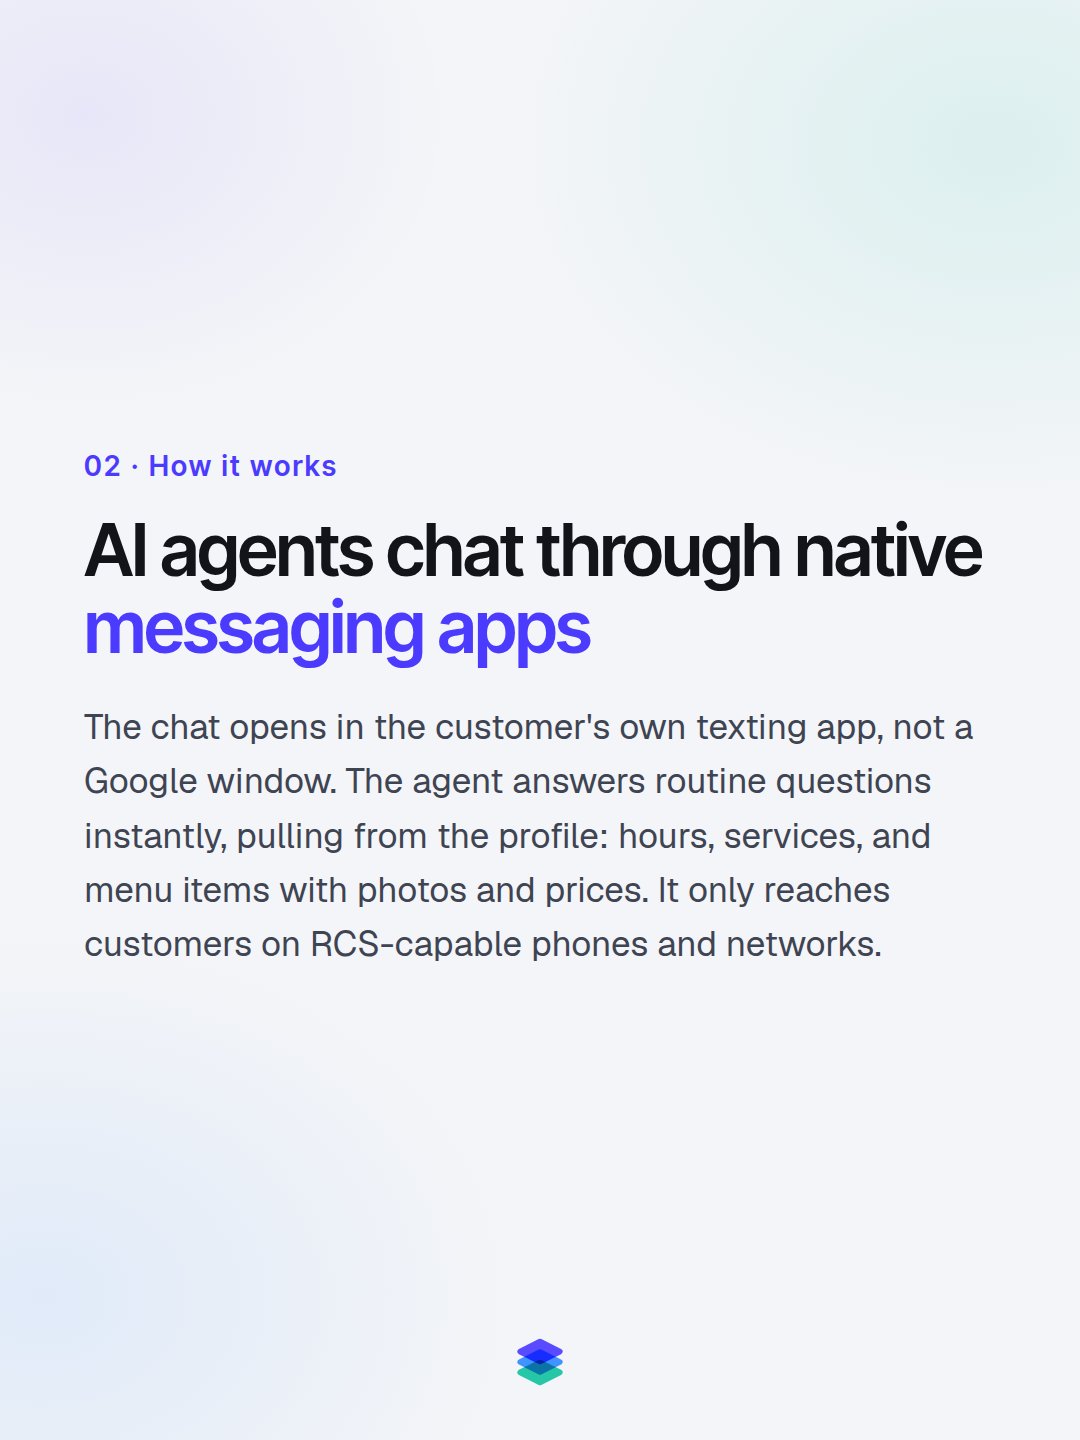 02 · How it works
AI agents chat through native
messaging apps
The chat opens in the customer's own texting app, not a
Google window. The agent answers routine questions
instantly, pulling from the profile: hours, services, and
menu items with photos and prices. It only reaches
customers on RCS-capable phones and networks.